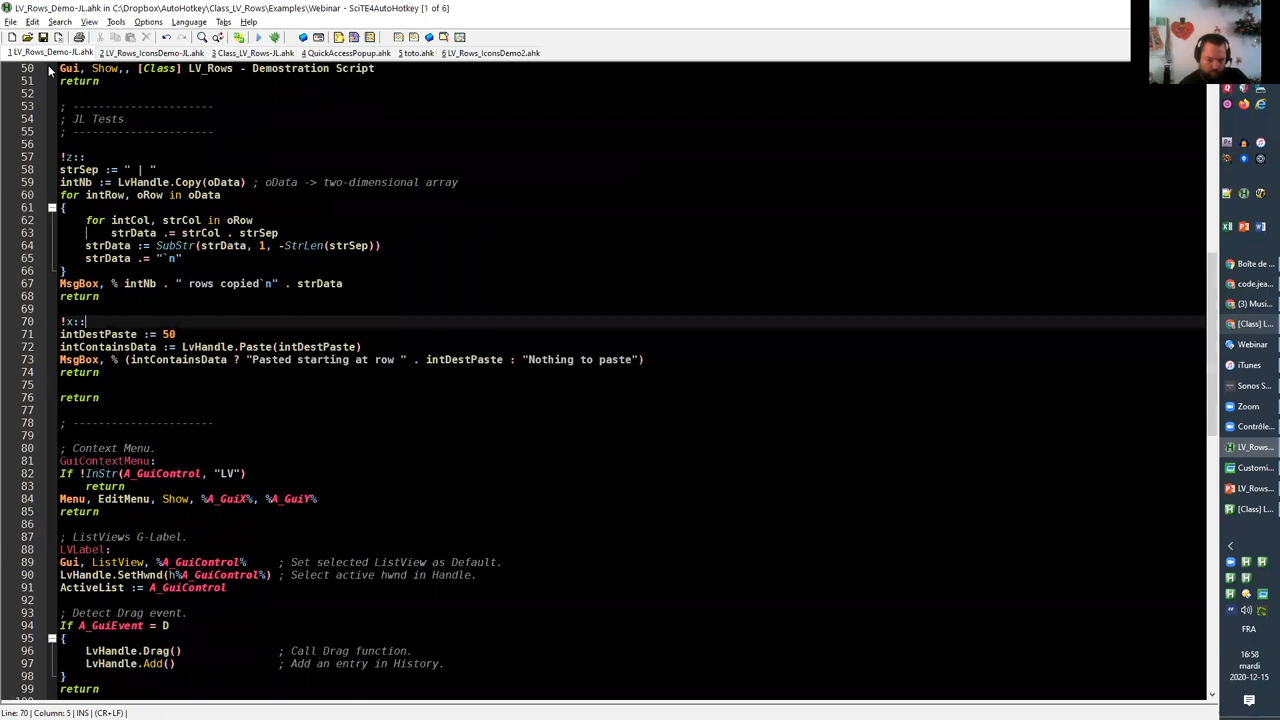 LV_Rows_Demo-JL.ahk in C:\Dropbox\AutoHotkey\Class_LV_Rows\Examples\Webinar - SciTE4AutoHotkey [1 of 6]
File Edit Search View Tools Options Language Tabs Help
1 LV_Rows_Demo-JL.ahk 2 LV_Rows_IconsDemo-JL.ahk 3 Class_LV_Rows-JL.ahk 4 QuickAccessPopup.ahk 5 toto.ahk 6 LV_Rows_IconsDemo2.ahk
50 Gui, Show,, [Class] LV_Rows - Demostration Script
51 return
52
53 ; ----------------------
54 ; JL Tests
55 ; ----------------------
56
57 !z::
58 strSep := " | "
59 intNb := LvHandle.Copy(oData) ; oData -> two-dimensional array
60 for intRow, oRow in oData
61 {
62 for intCol, strCol in oRow
63 strData .= strCol . strSep
64 strData := SubStr(strData, 1, -StrLen(strSep))
65 strData .= "`n"
66 }
67 MsgBox, % intNb . " rows copied`n" . strData
68 return
69
70 !x::
71 intDestPaste := 50
72 intContainsData := LvHandle.Paste(intDestPaste)
73 MsgBox, % (intContainsData ? "Pasted starting at row " . intDestPaste : "Nothing to paste")
74 return
75
76 return
77
78 ; ----------------------
79
80 ; Context Menu.
81 GuiContextMenu:
82 If !InStr(A_GuiControl, "LV")
83 return
84 Menu, EditMenu, Show, %A_GuiX%, %A_GuiY%
85 return
86
87 ; ListViews G-Label.
88 LVLabel:
89 Gui, ListView, %A_GuiControl% ; Set selected ListView as Default.
90 LvHandle.SetHwnd(h%A_GuiControl%) ; Select active hwnd in Handle.
91 ActiveList := A_GuiControl
92
93 ; Detect Drag event.
94 If A_GuiEvent = D
95 {
96 LvHandle.Drag() ; Call Drag function.
97 LvHandle.Add() ; Add an entry in History.
98 }
99 return
Line: 70 | Column: 5 | INS | (CR+LF) |
Boîte de ...
code.jea...
(3) Musi...
[Class] L...
Webinar
iTunes
Sonos S...
Zoom
Contrôle...
LV_Rows...
Customi...
LV_Rows...
[Class] L...
FRA
16:58
mardi
2020-12-15